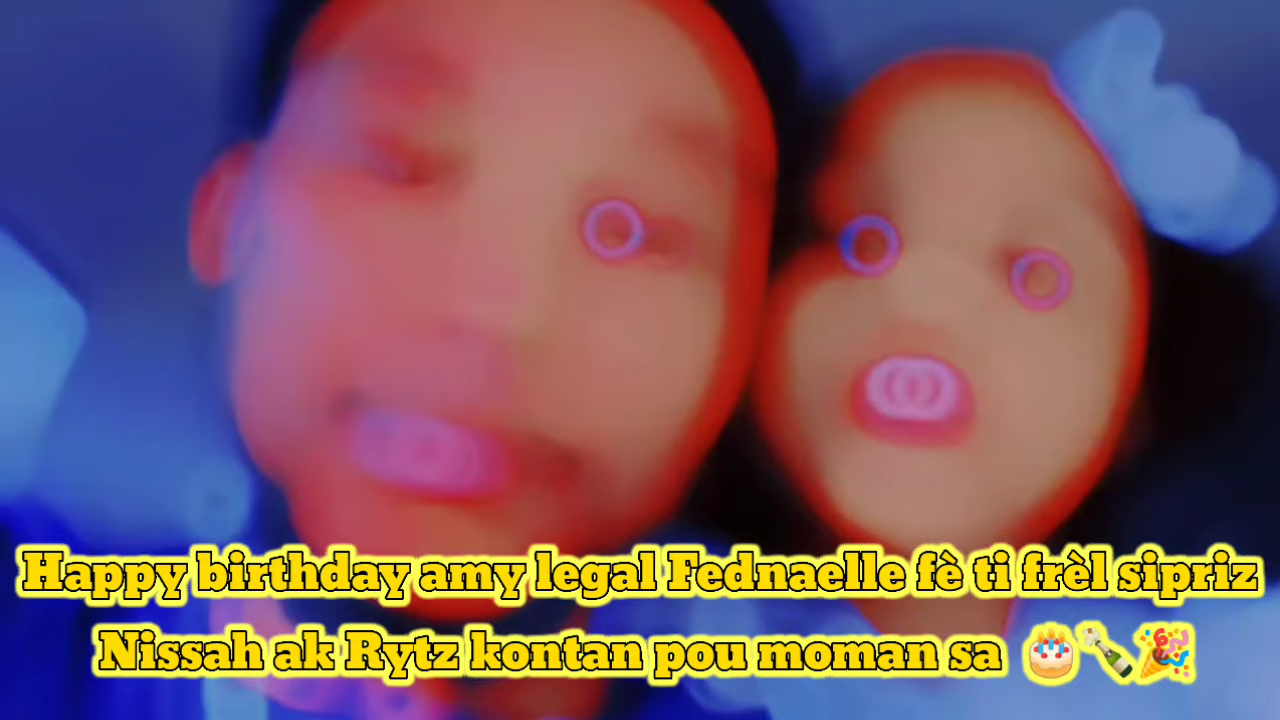 Happy birthday amy legal Fednaelle fè ti frèl sipriz
Nissah ak Rytz kontan pou moman sa 🎂🍾🎉